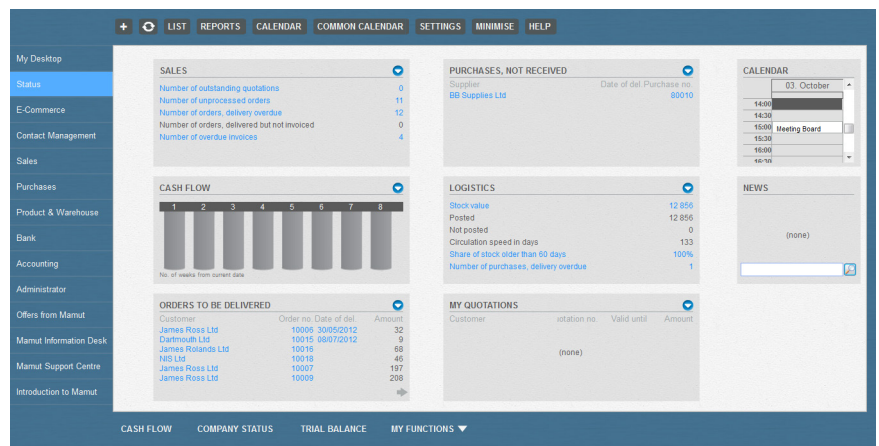 + LIST REPORTS CALENDAR COMMON CALENDAR SETTINGS MINIMISE HELP
My Desktop
Status
E-Commerce
Contact Management
Sales
Purchases
Product & Warehouse
Bank
Accounting
Administrator
Offers from Mamut
Mamut Information Desk
Mamut Support Centre
Introduction to Mamut
SALES
Number of outstanding quotations 0
Number of unprocessed orders 11
Number of orders, delivery overdue 12
Number of orders, delivered but not invoiced 0
Number of overdue invoices 4
PURCHASES, NOT RECEIVED
Supplier Date of del Purchase no.
BB Supplies Ltd 80010
CALENDAR
03. October
14:00
14:30
15:00 Meeting Board
15:30
16:00
16:30
CASH FLOW
1 2 3 4 5 6 7 8
No. of weeks from current date
LOGISTICS
Stock value 12 856
Posted 12 856
Not posted 0
Circulation speed in days 133
Share of stock older than 60 days 100%
Number of purchases, delivery overdue 1
NEWS
(none)
ORDERS TO BE DELIVERED
Customer Order no. Date of del. Amount
James Ross Ltd 10006 30/05/2012 32
Dartmouth Ltd 10015 08/07/2012 9
James Rolands Ltd 10016 68
NIS Ltd 10018 46
James Ross Ltd 10007 197
James Ross Ltd 10009 208
MY QUOTATIONS
Customer otation no. Valid until Amount
(none)
CASH FLOW COMPANY STATUS TRIAL BALANCE MY FUNCTIONS